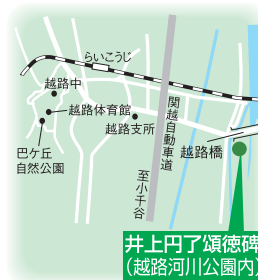 らいこうじ
越路中
越路体育館
越路支所
巴ケ丘
自然公園
関越自動車道
至小千谷
越路橋
井上円了頌徳碑
(越路河川公園内)